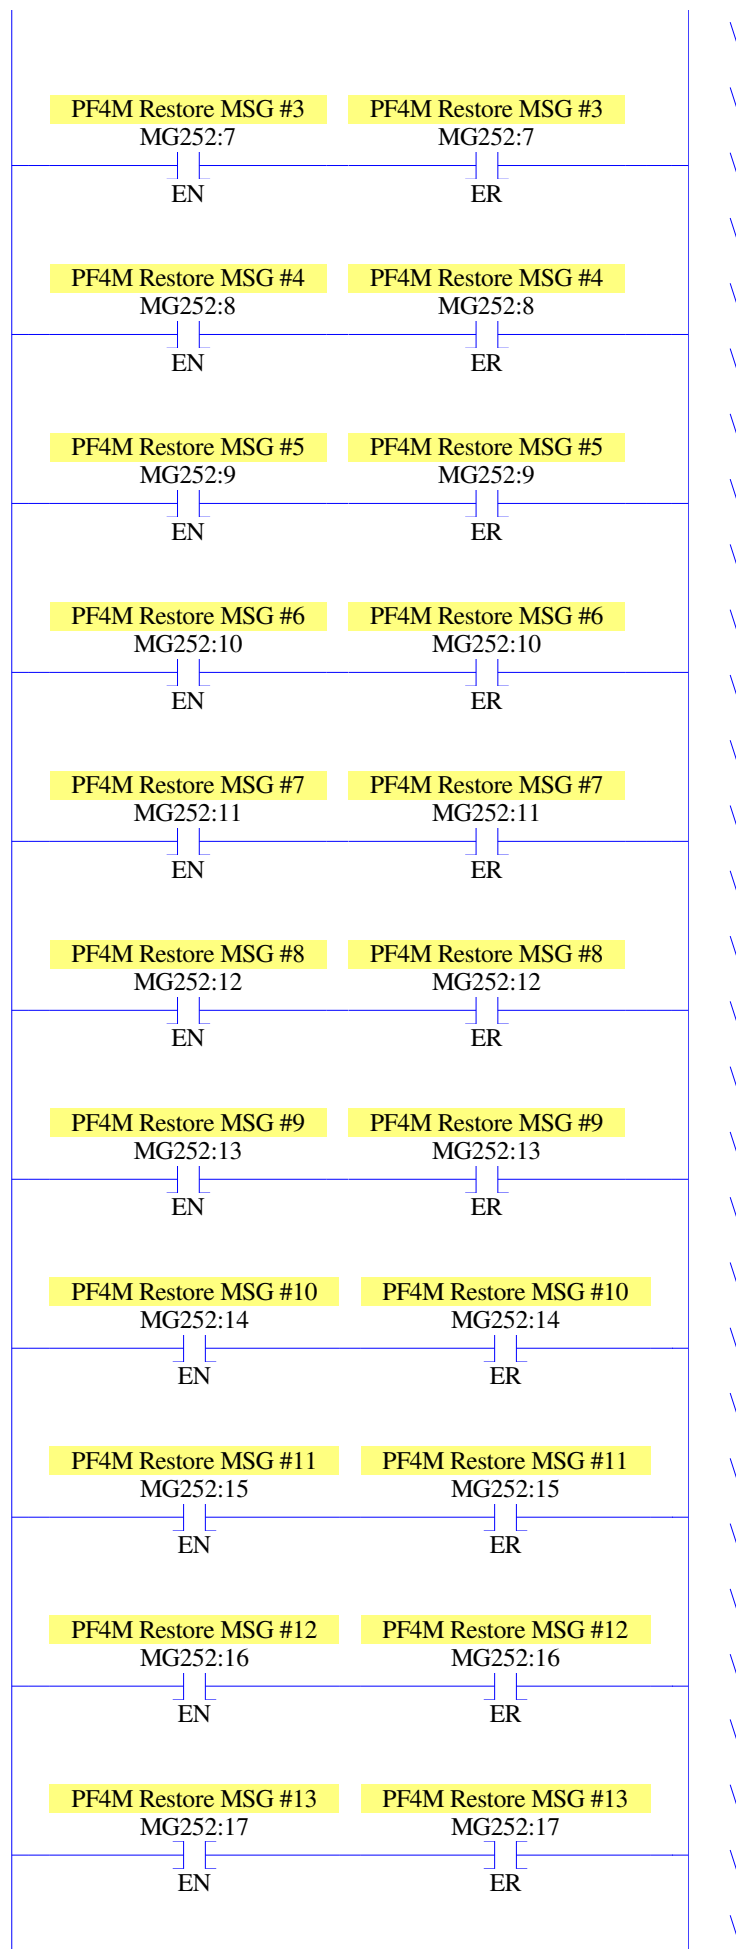 PF4M Restore MSG #3 PF4M Restore MSG #3
MG252:7 MG252:7
EN ER
PF4M Restore MSG #4 PF4M Restore MSG #4
MG252:8 MG252:8
EN ER
PF4M Restore MSG #5 PF4M Restore MSG #5
MG252:9 MG252:9
EN ER
PF4M Restore MSG #6 PF4M Restore MSG #6
MG252:10 MG252:10
EN ER
PF4M Restore MSG #7 PF4M Restore MSG #7
MG252:11 MG252:11
EN ER
PF4M Restore MSG #8 PF4M Restore MSG #8
MG252:12 MG252:12
EN ER
PF4M Restore MSG #9 PF4M Restore MSG #9
MG252:13 MG252:13
EN ER
PF4M Restore MSG #10 PF4M Restore MSG #10
MG252:14 MG252:14
EN ER
PF4M Restore MSG #11 PF4M Restore MSG #11
MG252:15 MG252:15
EN ER
PF4M Restore MSG #12 PF4M Restore MSG #12
MG252:16 MG252:16
EN ER
PF4M Restore MSG #13 PF4M Restore MSG #13
MG252:17 MG252:17
EN ER